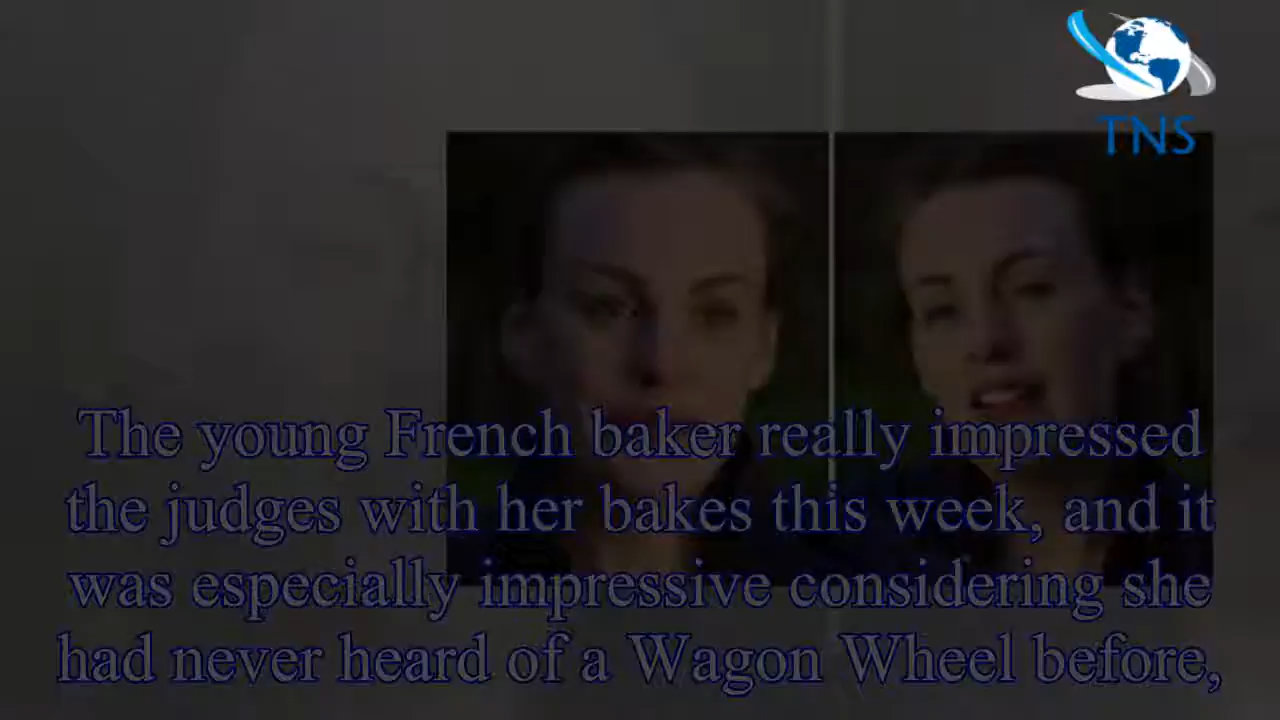 TNS
The young French baker really impressed
the judges with her bakes this week, and it
was especially impressive considering she
had never heard of a Wagon Wheel before,